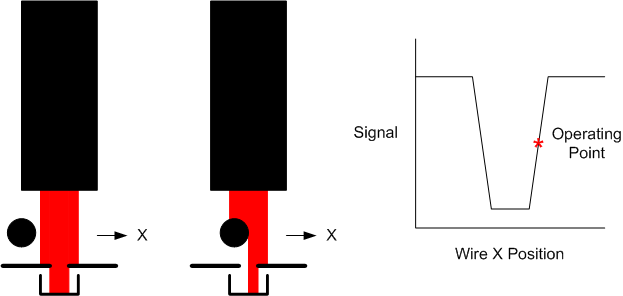 X
X
Signal
*
Operating
Point
Wire X Position